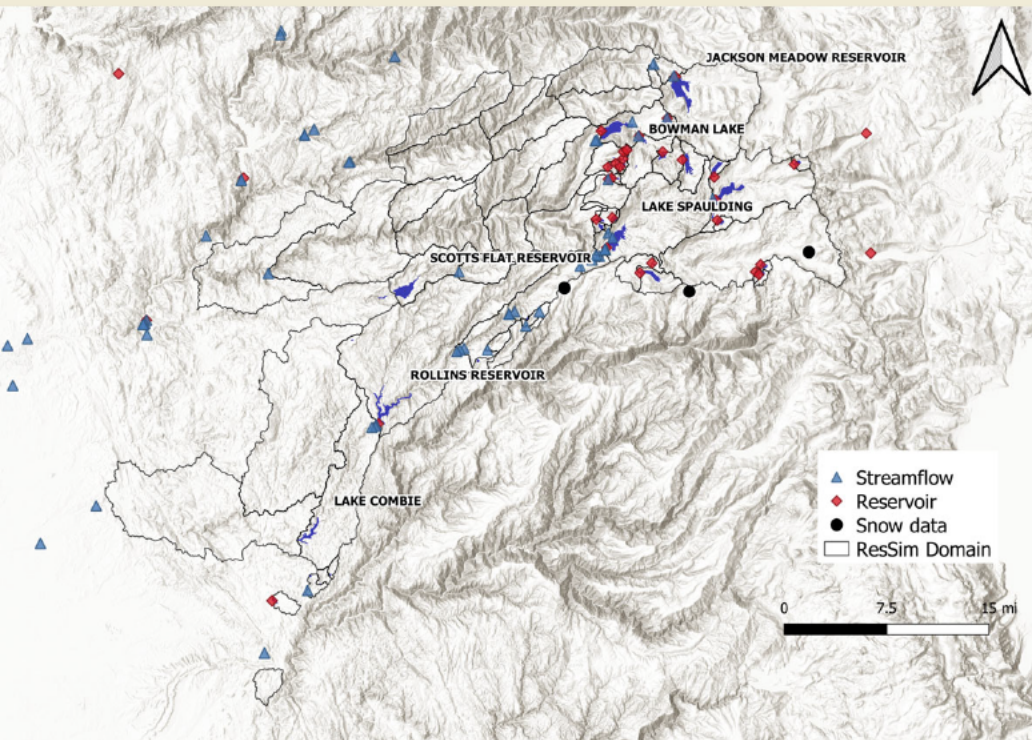 JACKSON MEADOW RESERVOIR
BOWMAN LAKE
LAKE SPAULDING
SCOTTS FLAT RESERVOIR
ROLLINS RESERVOIR
LAKE COMBIE
Streamflow
Reservoir
Snow data
ResSim Domain
0 7.5 15 mi